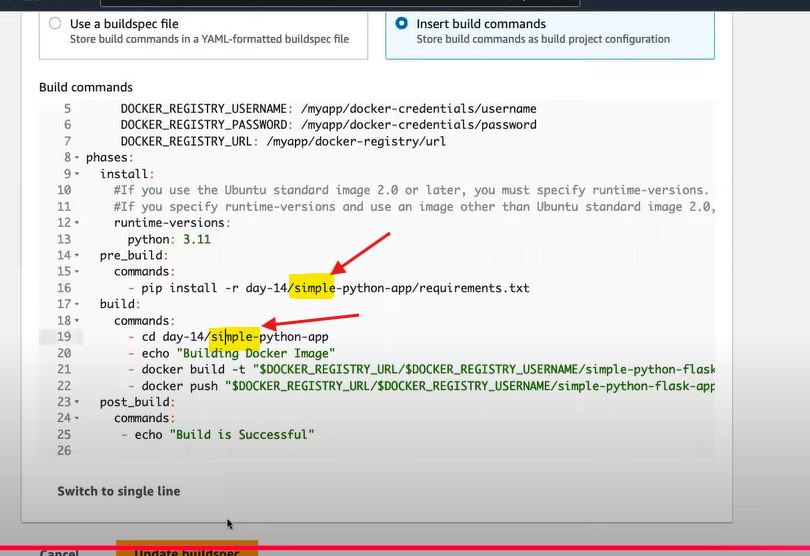 Use a buildspec file
Store build commands in a YAML-formatted buildspec file
Insert build commands
Store build commands as build project configuration
Build commands
5 DOCKER_REGISTRY_USERNAME: /myapp/docker-credentials/username
6 DOCKER_REGISTRY_PASSWORD: /myapp/docker-credentials/password
7 DOCKER_REGISTRY_URL: /myapp/docker-registry/url
8 phases:
9 install:
10 #If you use the Ubuntu standard image 2.0 or later, you must specify runtime-versions.
11 #If you specify runtime-versions and use an image other than Ubuntu standard image 2.0,
12 runtime-versions:
13 python: 3.11
14 pre_build:
15 commands:
16 - pip install -r day-14/simple-python-app/requirements.txt
17 build:
18 commands:
19 - cd day-14/simple-python-app
20 - echo "Building Docker Image"
21 - docker build -t "$DOCKER_REGISTRY_URL/$DOCKER_REGISTRY_USERNAME/simple-python-flask
22 - docker push "$DOCKER_REGISTRY_URL/$DOCKER_REGISTRY_USERNAME/simple-python-flask-app
23 post_build:
24 commands:
25 - echo "Build is Successful"
26
Switch to single line
Cancel
Update buildspec